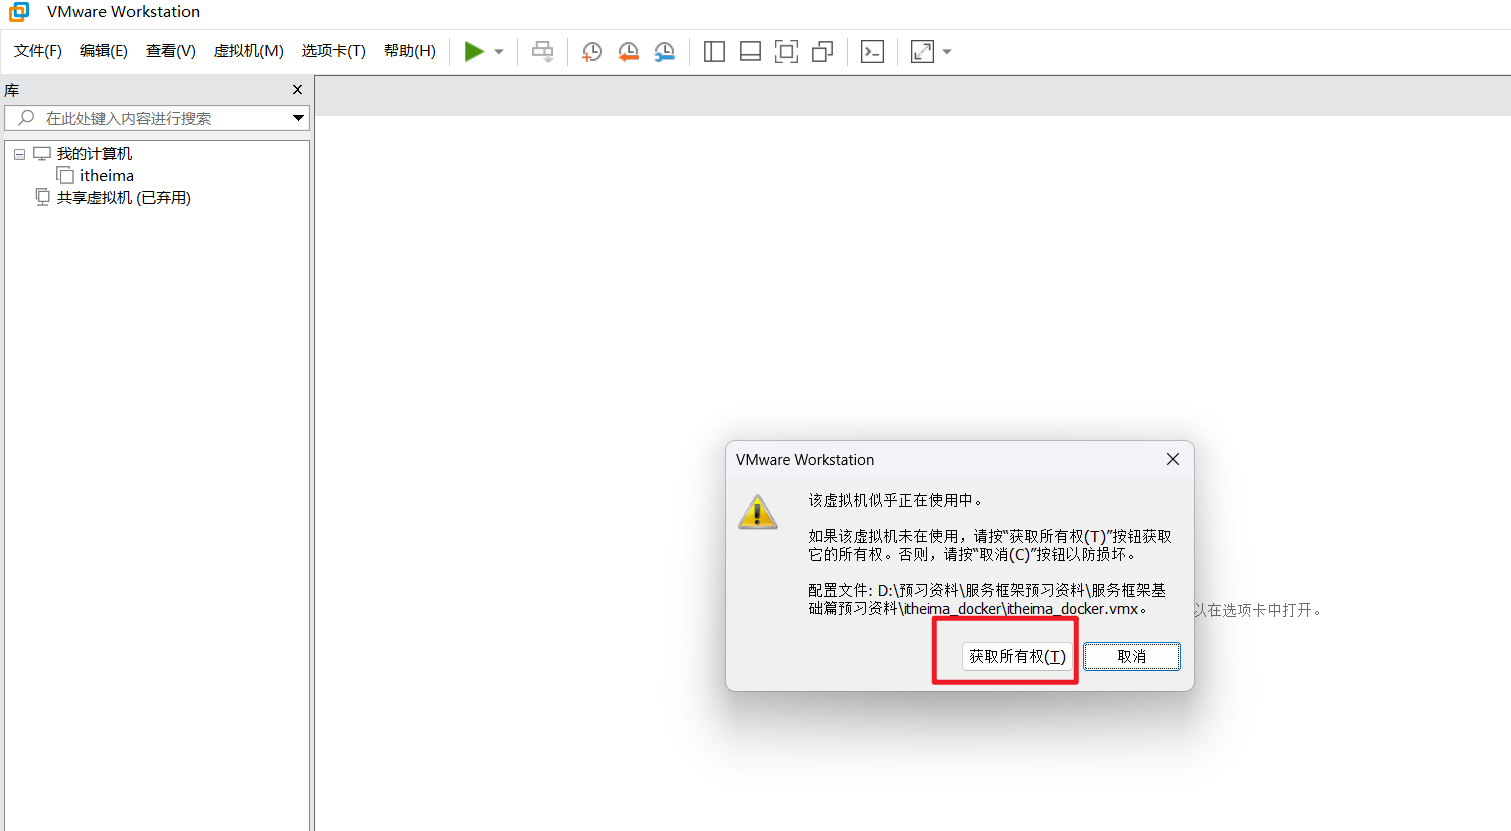 VMware Workstation
文件(F) 编辑(E) 查看(V) 虚拟机(M) 选项卡(T) 帮助(H)
库
在此处键入内容进行搜索
我的计算机
itheima
共享虚拟机 (已弃用)
VMware Workstation
该虚拟机似乎正在使用中。
如果该虚拟机未在使用，请按“获取所有权(T)”按钮获取
它的所有权。否则，请按“取消(C)”按钮以防损坏。
配置文件: D:\预习资料\服务框架预习资料\服务框架基
础篇预习资料\itheima_docker\itheima_docker.vmx。
以在选项卡中打开。
获取所有权(T) 取消